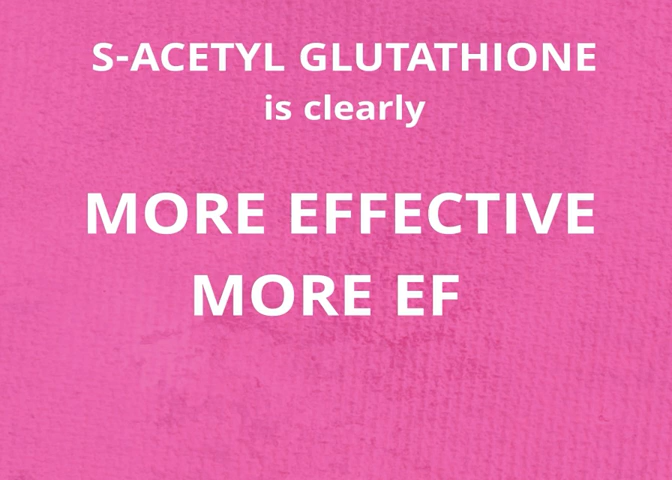 S-ACETYL GLUTATHIONE
is clearly
MORE EFFECTIVE
MORE EF